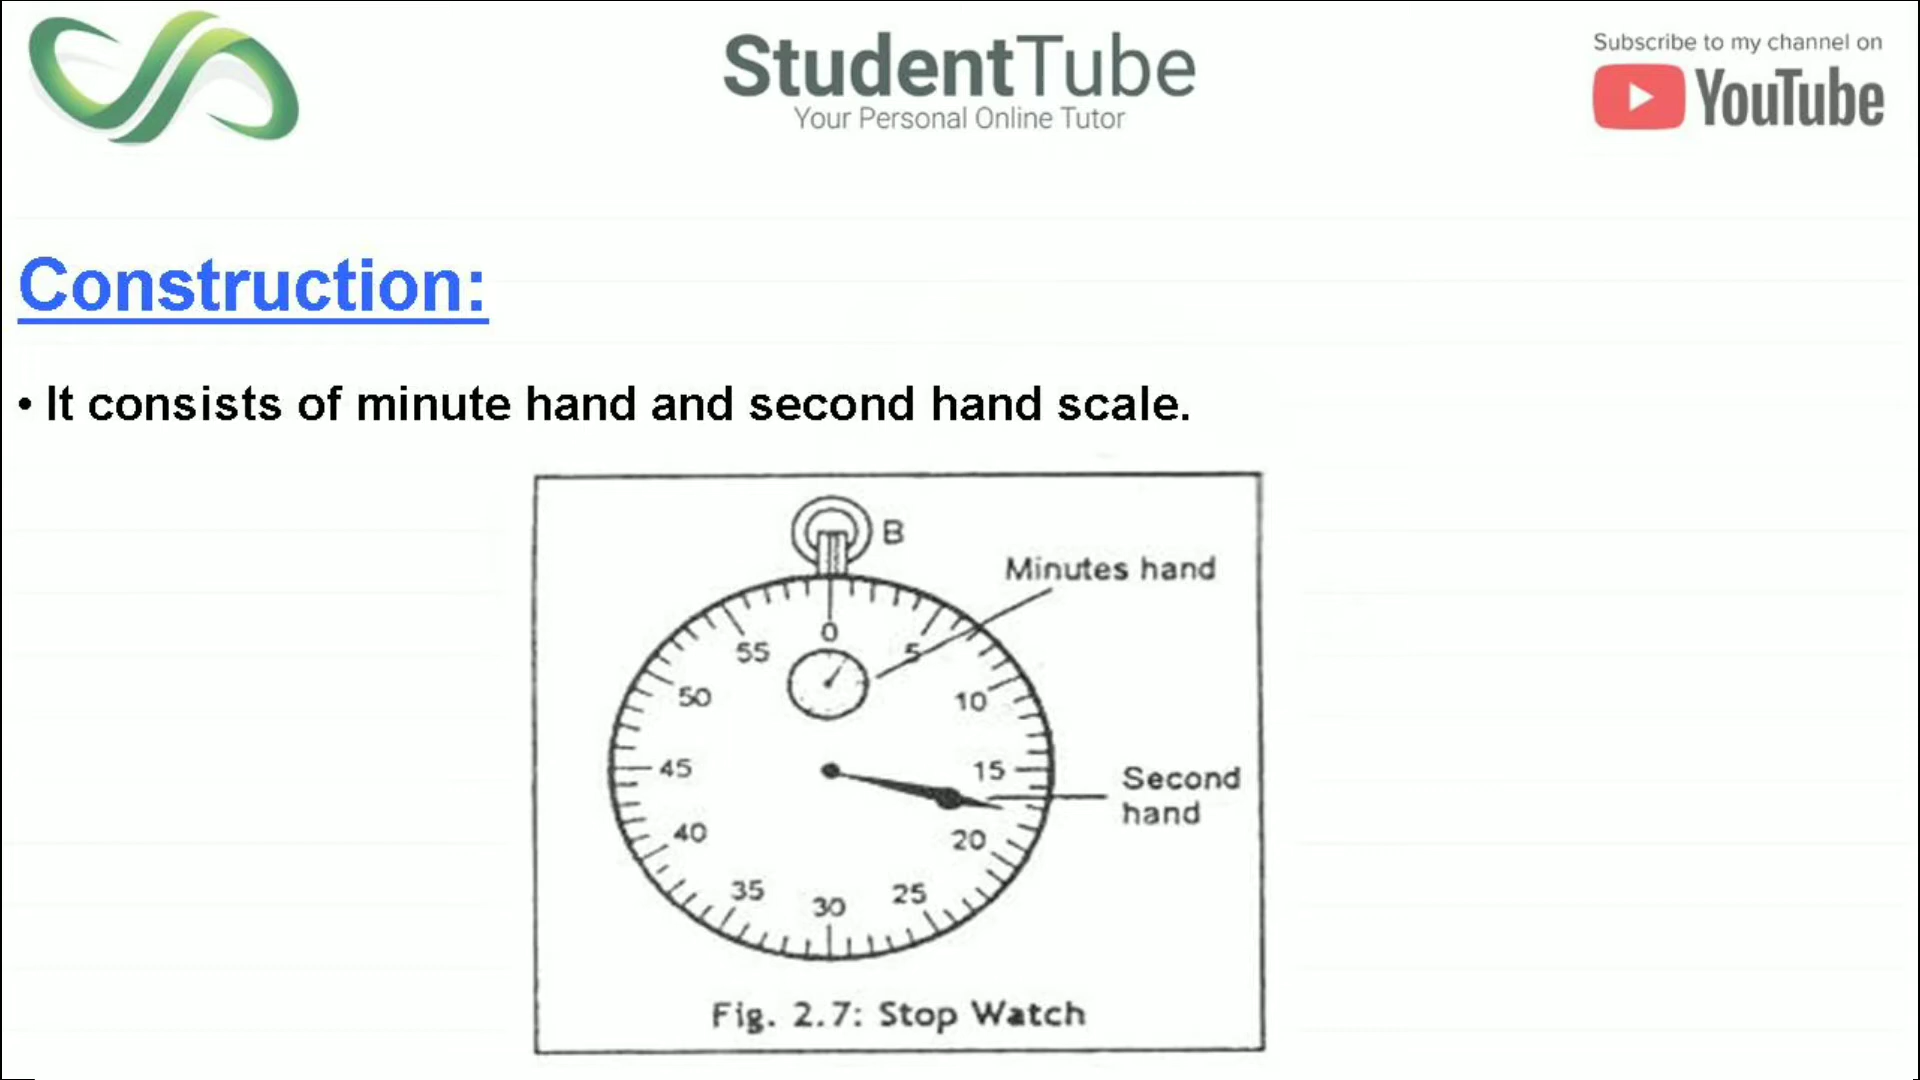 StudentTube
Your Personal Online Tutor
Subscribe to my channel on
YouTube
Construction:
• It consists of minute hand and second hand scale.
B
Minutes hand
0
5
10
15
20
25
30
35
40
45
50
55
Second
hand
Fig. 2.7: Stop Watch